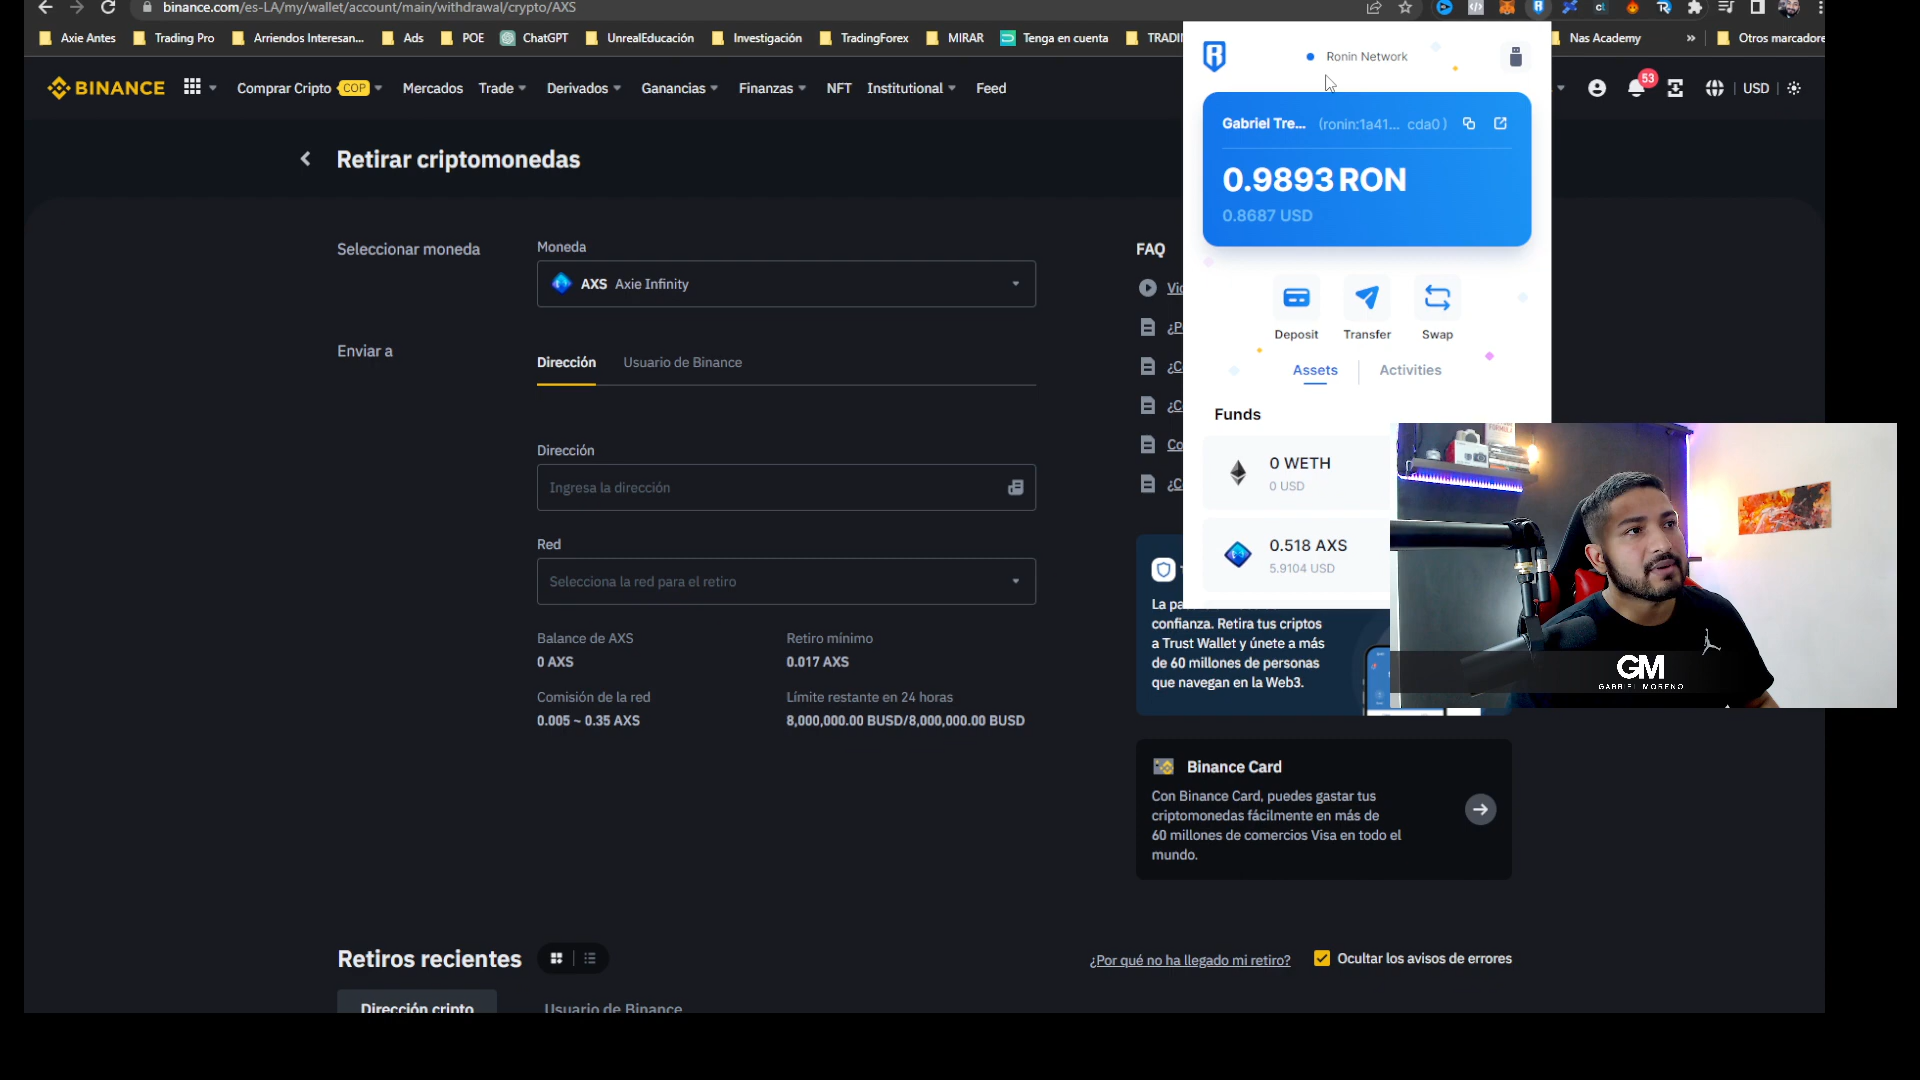 binance.com/es-LA/my/wallet/account/main/withdrawal/crypto/AXS
Axie Antes
Trading Pro
Arriendos Interesan...
Ads
POE
ChatGPT
UnrealEducación
Investigación
TradingForex
MIRAR
Tenga en cuenta
TRADI
Nas Academy
»
Otros marcadore
BINANCE
Comprar Cripto COP
Mercados
Trade
Derivados
Ganancias
Finanzas
NFT
Institucional
Feed
53
USD
Retirar criptomonedas
Seleccionar moneda
Moneda
AXS Axie Infinity
Enviar a
Dirección
Usuario de Binance
Dirección
Ingresa la dirección
Red
Selecciona la red para el retiro
Balance de AXS
0 AXS
Retiro mínimo
0.017 AXS
Comisión de la red
0.005 ~ 0.35 AXS
Límite restante en 24 horas
8,000,000.00 BUSD/8,000,000.00 BUSD
FAQ
¿P
¿C
¿C
Co
¿C
Ronin Network
Gabriel Tre... (ronin:1a41... cda0)
0.9893 RON
0.8687 USD
Deposit
Transfer
Swap
Assets
Activities
Funds
0 WETH
0 USD
0.518 AXS
5.9104 USD
confianza. Retira tus criptos
a Trust Wallet y únete a más
de 60 millones de personas
que navegan en la Web3.
GM
GABRIEL MORENO
Binance Card
Con Binance Card, puedes gastar tus
criptomonedas fácilmente en más de
60 millones de comercios Visa en todo el
mundo.
Retiros recientes
¿Por qué no ha llegado mi retiro?
Ocultar los avisos de errores
Dirección cripto
Usuario de Binance